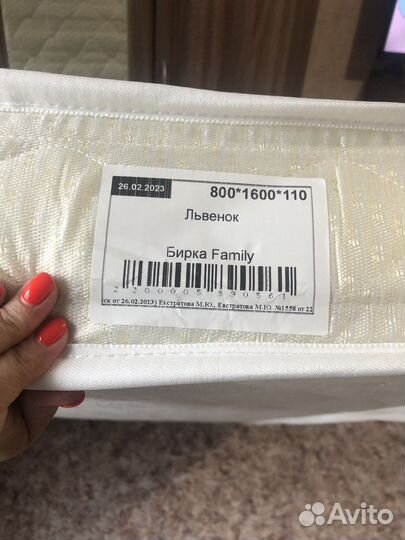 26.02.2023
800*1600*110
Львенок
Бирка Family
2 200005 890561
ск от 26.02.2023) Евстратова М.Ю., Евстратова М.Ю. №1558 от 22
Avito